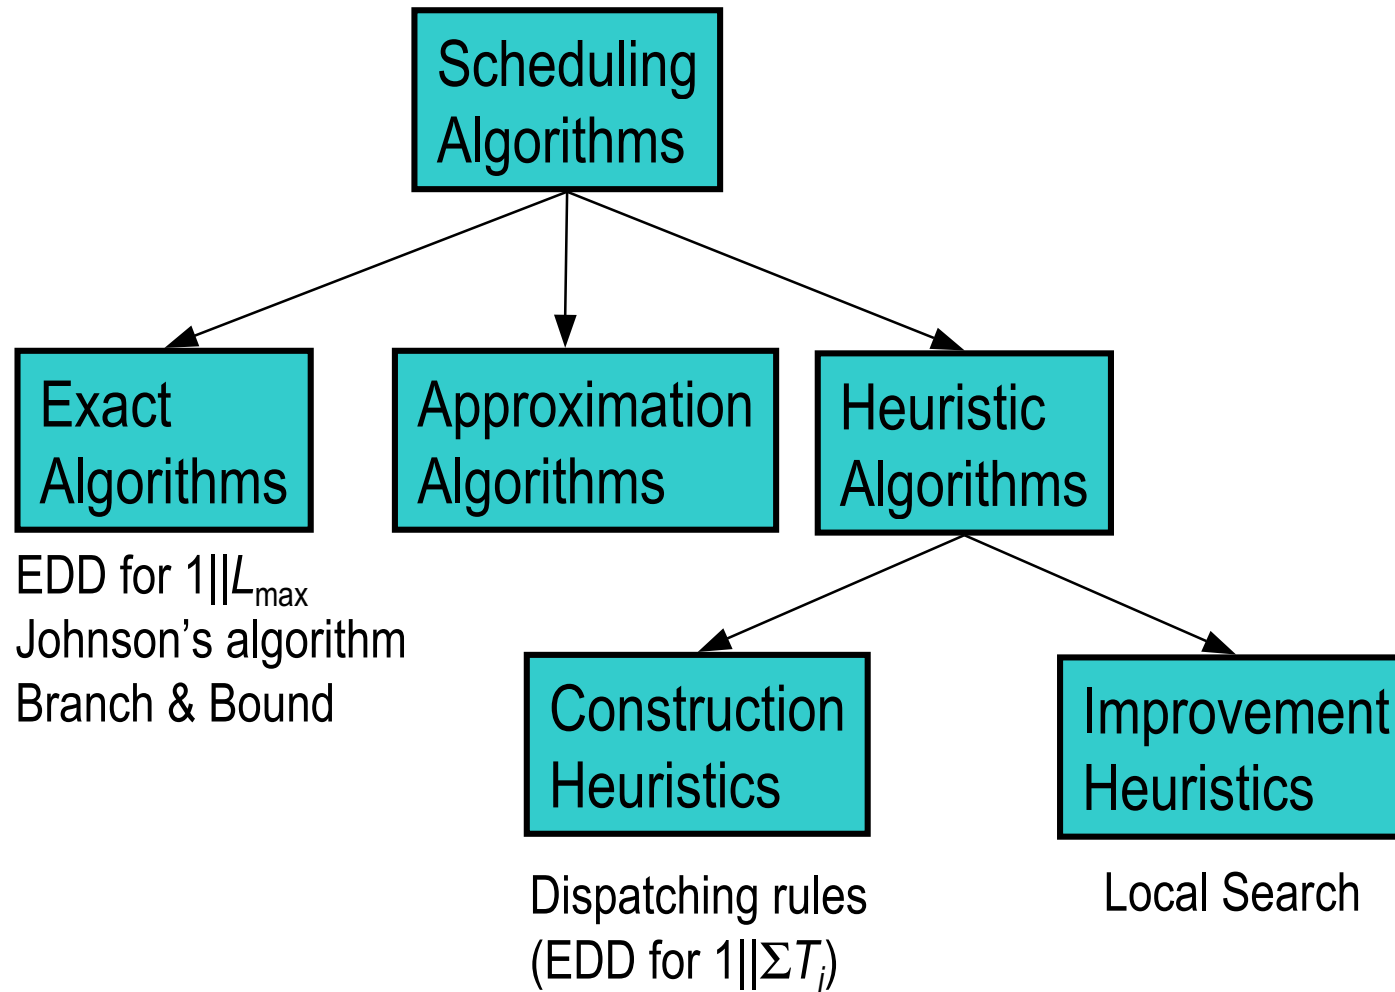 Scheduling
Algorithms
Exact
Algorithms
Approximation
Algorithms
Heuristic
Algorithms
EDD for 1||Lmax
Johnson’s algorithm
Branch & Bound
Construction
Heuristics
Improvement
Heuristics
Dispatching rules
(EDD for 1||ΣTj)
Local Search